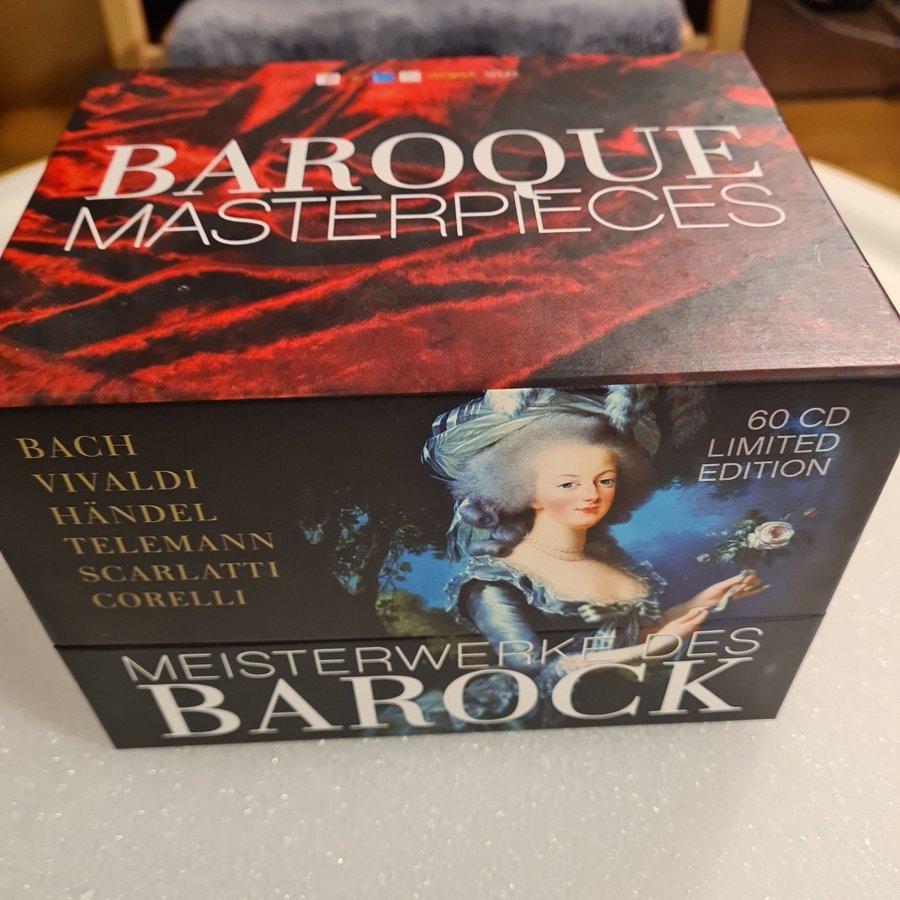 BAROQUE
MASTERPIECES
BACH
VIVALDI
HÄNDEL
TELEMANN
SCARLATTI
CORELLI
60 CD
LIMITED
EDITION
MEISTERWERKE DES
BAROCK